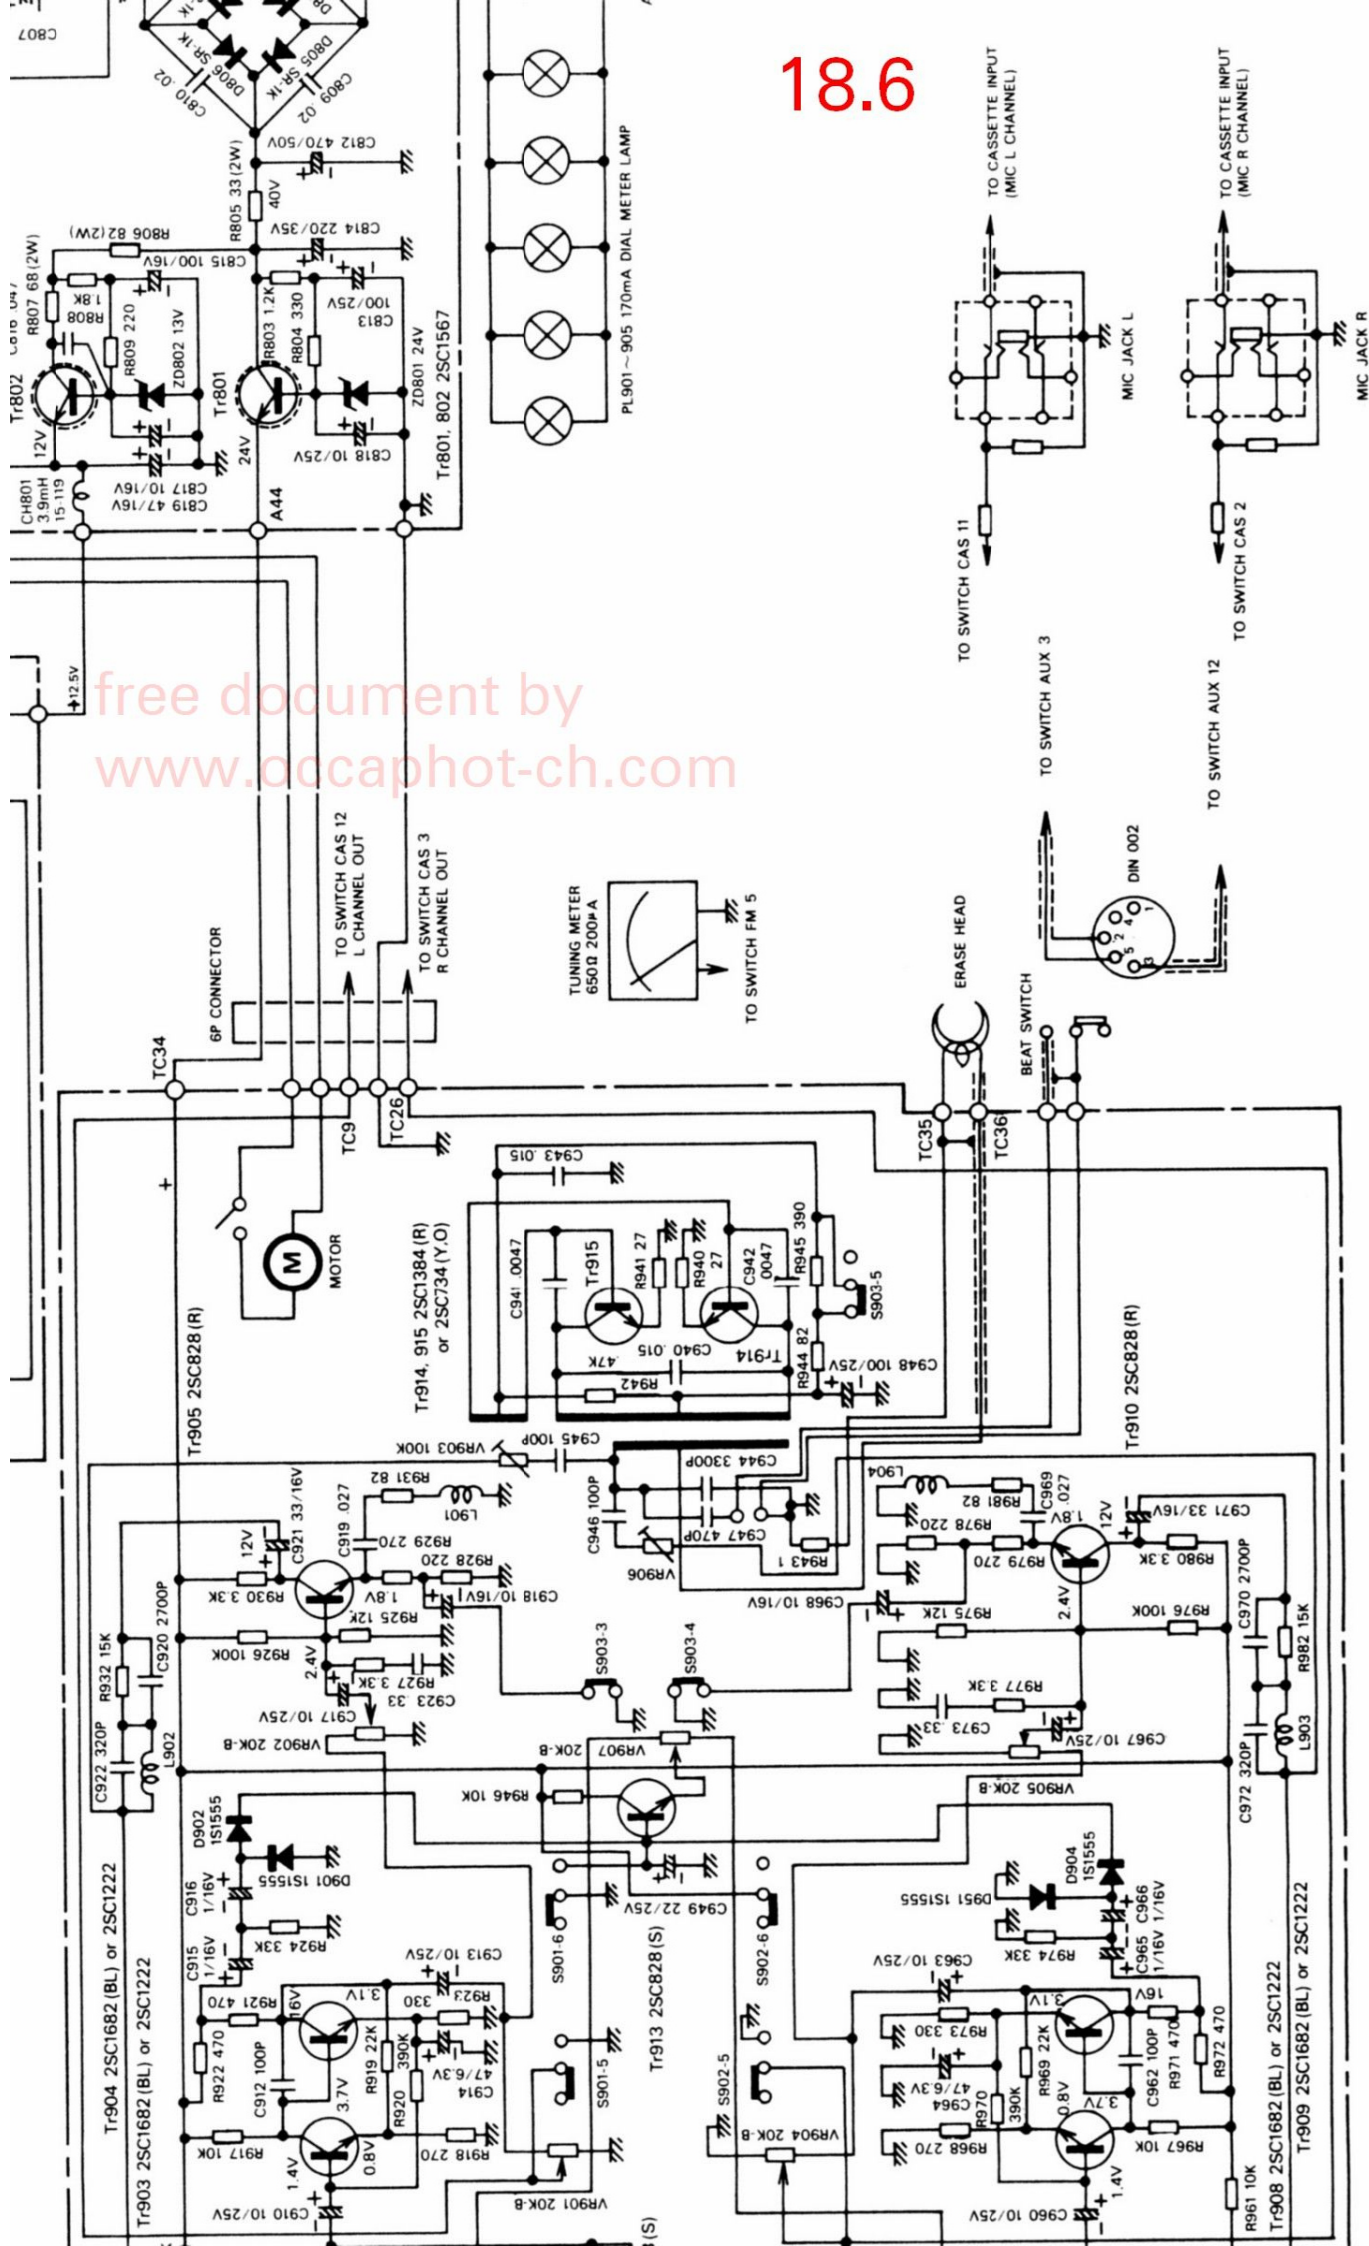 C807
SR-1K
D806 SR-1K
D805 SR-1K
C810 .02
C809 .02
18.6
C812 470/50V
R805 33 (2W)
40V
R806 82(2W)
C814 220/35V
C815 100/16V
R807 68 (2W)
1.8K
R808
R809 220
ZD802 13V
R803 1.2K
R804 330
100/25V
C813
ZD801 24V
Tr802
Tr801
12V
24V
C818 10/25V
Tr801, 802 2SC1567
CH801
3.9mH
15-119
C817 10/16V
C819 47/16V
A44
PL901~905 170mA DIAL METER LAMP
TO CASSETTE INPUT
(MIC L CHANNEL)
TO CASSETTE INPUT
(MIC R CHANNEL)
MIC JACK L
MIC JACK R
TO SWITCH CAS 11
TO SWITCH CAS 2
+12.5V
free document by
www.occaphot-ch.com
TO SWITCH AUX 3
TO SWITCH AUX 12
DIN 002
1
2
3
4
5
TO SWITCH CAS 12
L CHANNEL OUT
TO SWITCH CAS 3
R CHANNEL OUT
6P CONNECTOR
TUNING METER
650Ω 200μA
TO SWITCH FM 5
ERASE HEAD
BEAT SWITCH
TC34
TC9
TC26
TC35
TC36
+
M
MOTOR
C943 .015
C941 .0047
Tr915
R941 27
R940
27
C942
.0047
R945 390
S903-5
Tr914, 915 2SC1384 (R)
or 2SC734 (Y,O)
.47K
R942
C940 .015
Tr914
R944 82
C948 100/25V
Tr905 2SC828 (R)
Tr910 2SC828(R)
VR903 100K
C945 100P
C944 3300P
C946 100P
C947 470P
VR906
R943 1
R931 82
L901
12V
C921 33/16V
C919 .027
R929
270
R928
220
C918 10/16V
R930 3.3K
1.8V
R925 12K
R926 100K
2.4V
R927 3.3K
C923 .33
C917 10/25V
VR902 20K-B
R932 15K
C920 2700P
C922 320P
L902
L904
R981 82
C969
.027
R978 220
R979 270
1.8V
12V
C971 33/16V
R980 3.3K
C968 10/16V
R975 12K
2.4V
R976 100K
C970 2700P
R982 15K
R977 3.3K
C973 .33
C967 10/25V
VR905 20K-B
C972 320P
L903
S903-3
S903-4
20K-B
VR907
R946 10K
C949 22/25V
Tr913 2SC828 (S)
D902
1S1555
D901 1S1555
C916
1/16V
C915
1/16V
R924 33K
S901-6
S902-6
D904
1S1555
D951 1S1555
C966
1/16V
C965
1/16V
R974 33K
Tr904 2SC1682 (BL) or 2SC1222
Tr903 2SC1682 (BL) or 2SC1222
R921 470
R922 470
16V
3.1V
C913 10/25V
R923
330
C912 100P
3.7V
R919 22K
390K
R920
47/6.3V
C914
R917 10K
1.4V
0.8V
R918 270
C910 10/25V
VR901 20K-B
S901-5
S902-5
VR904 20K-B
C963 10/25V
R973 330
3.1V
16V
47/6.3V
C964
R970
390K
R969 22K
0.8V
C962 100P
R971 470
R972 470
3.7V
R968 270
R967 10K
1.4V
C960 10/25V
R961 10K
Tr908 2SC1682 (BL) or 2SC1222
Tr909 2SC1682 (BL) or 2SC1222
(S)